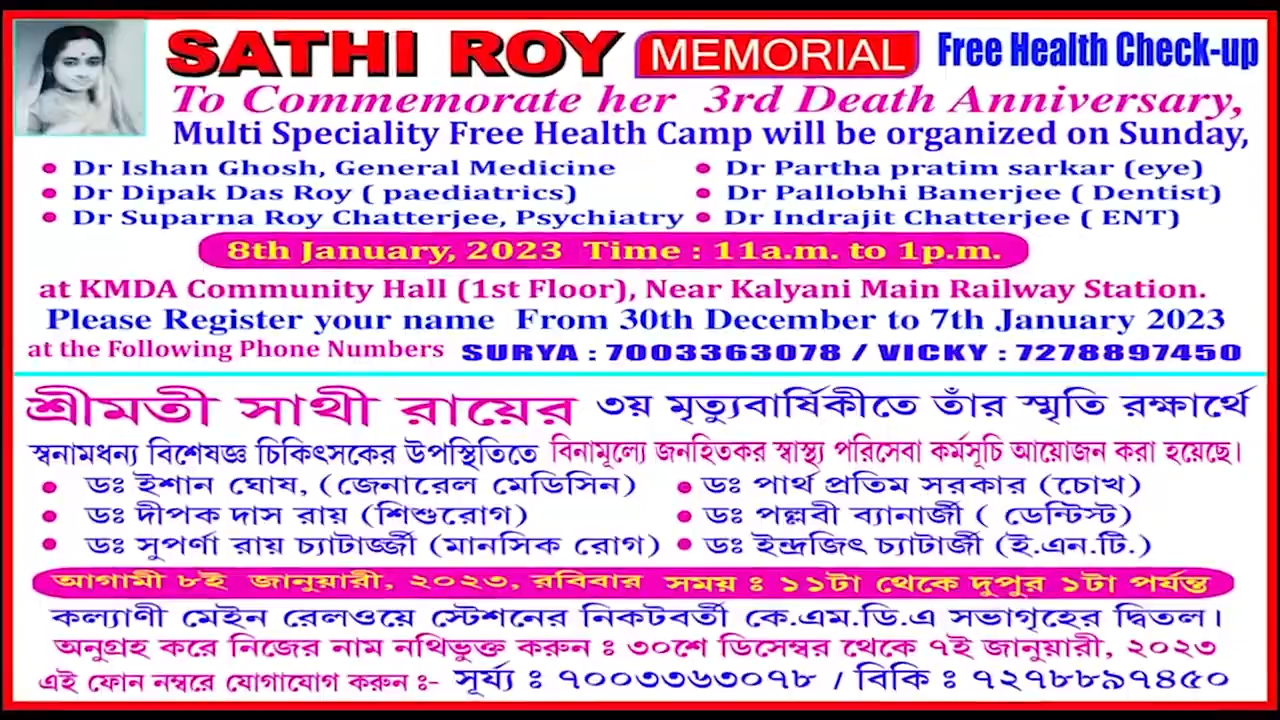 SATHI ROY MEMORIAL Free Health Check-up
To Commemorate her 3rd Death Anniversary,
Multi Speciality Free Health Camp will be organized on Sunday,
• Dr Ishan Ghosh, General Medicine • Dr Partha pratim sarkar (eye)
• Dr Dipak Das Roy ( paediatrics) • Dr Pallobhi Banerjee ( Dentist)
• Dr Suparna Roy Chatterjee, Psychiatry • Dr Indrajit Chatterjee ( ENT)
8th January, 2023 Time : 11a.m. to 1p.m.
at KMDA Community Hall (1st Floor), Near Kalyani Main Railway Station.
Please Register your name From 30th December to 7th January 2023
at the Following Phone Numbers SURYA : 7003363078 / VICKY : 7278897450
শ্রীমতী সাথী রায়ের ৩য় মৃত্যুবার্ষিকীতে তাঁর স্মৃতি রক্ষার্থে
স্বনামধন্য বিশেষজ্ঞ চিকিৎসকের উপস্থিতিতে বিনামূল্যে জনহিতকর স্বাস্থ্য পরিসেবা কর্মসূচি আয়োজন করা হয়েছে।
• ডঃ ইশান ঘোষ, (জেনারেল মেডিসিন) • ডঃ পার্থ প্রতিম সরকার (চোখ)
• ডঃ দীপক দাস রায় (শিশুরোগ) • ডঃ পল্লবী ব্যানার্জী ( ডেন্টিস্ট)
• ডঃ সুপর্ণা রায় চ্যাটার্জ্জী (মানসিক রোগ) • ডঃ ইন্দ্রজিৎ চ্যাটার্জী (ই.এন.টি.)
আগামী ৮ই জানুয়ারী, ২০২৩, রবিবার সময় ঃ ১১টা থেকে দুপুর ১টা পর্যন্ত
কল্যাণী মেইন রেলওয়ে স্টেশনের নিকটবর্তী কে.এম.ডি.এ সভাগৃহের দ্বিতল।
অনুগ্রহ করে নিজের নাম নথিভুক্ত করুন ঃ ৩০শে ডিসেম্বর থেকে ৭ই জানুয়ারী, ২০২৩
এই ফোন নম্বরে যোগাযোগ করুন ঃ- সূর্য্য ঃ ৭০০৩৩৬৩০৭৮ / বিকি ঃ ৭২৭৮৮৯৭৪৫০